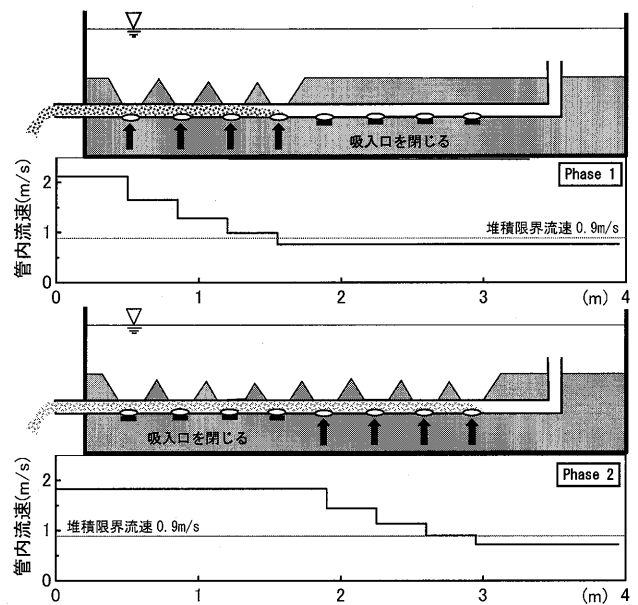 吸入口を閉じる
Phase 1
管内流速(m/s)
2
1
0
堆積限界流速0.9m/s
0 1 2 3 (m) 4
吸入口を閉じる
Phase 2
管内流速(m/s)
2
1
0
堆積限界流速0.9m/s
0 1 2 3 (m) 4